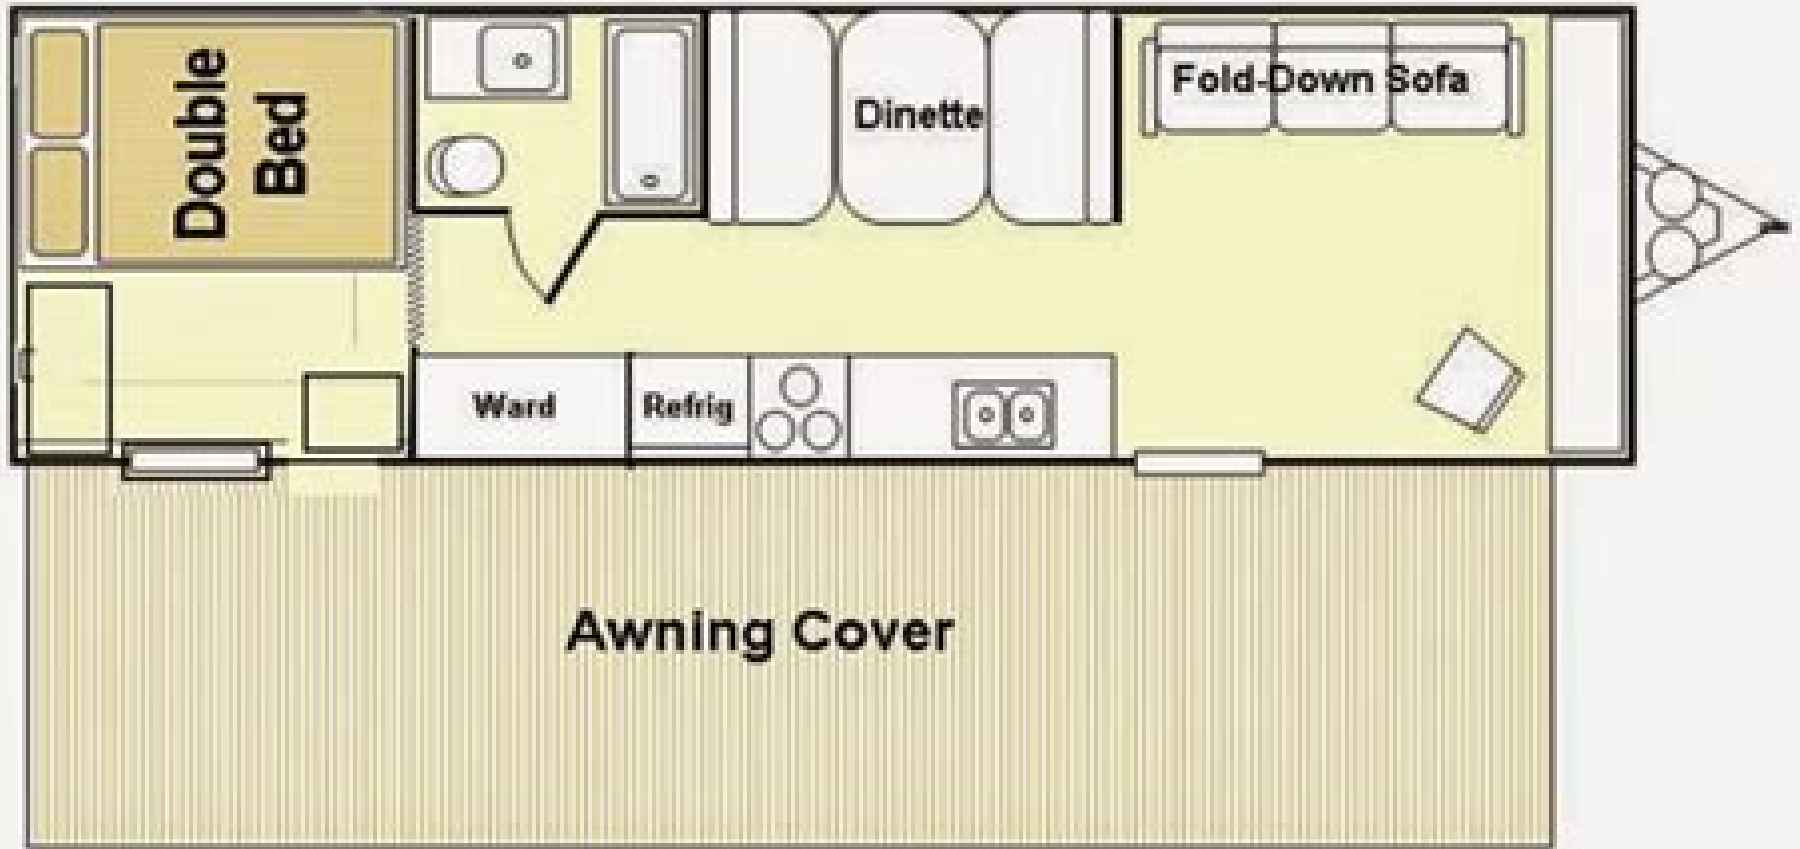 Double
Bed
Dinette
Fold-Down Sofa
Ward
Refrig
Awning Cover